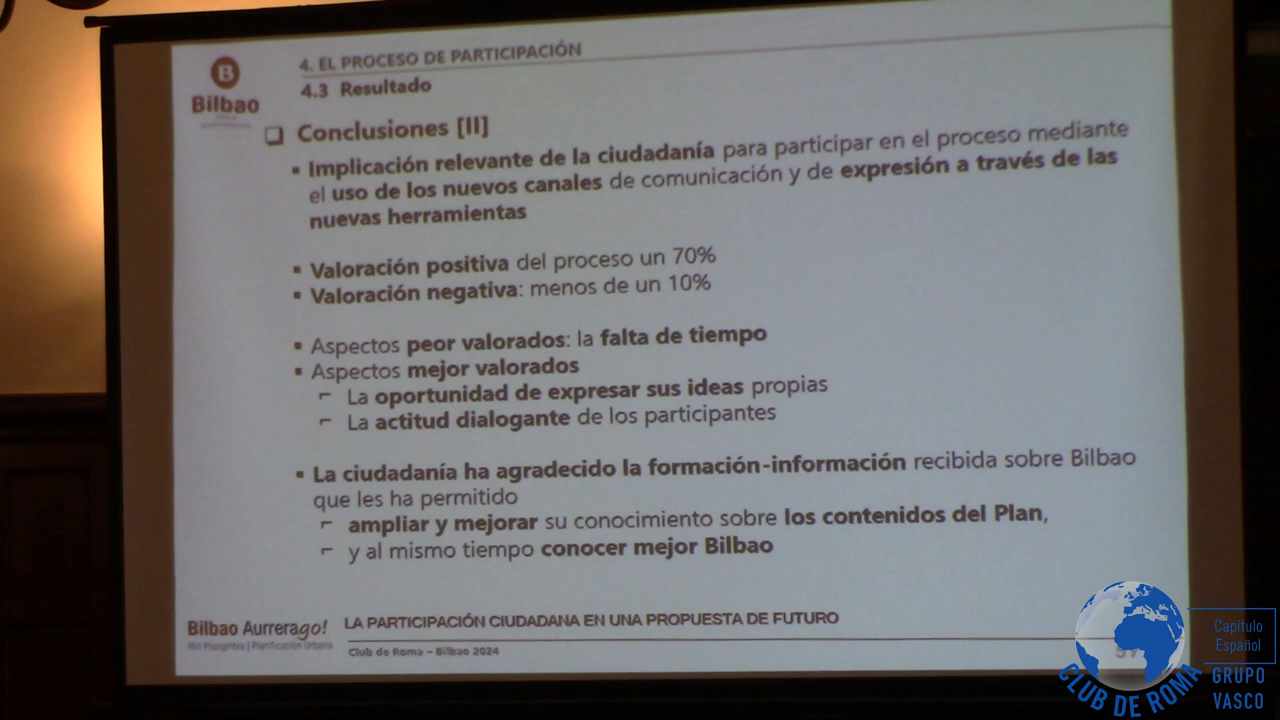 4. EL PROCESO DE PARTICIPACIÓN
B
Bilbao
4.3 Resultado
Conclusiones [II]
Implicación relevante de la ciudadanía para participar en el proceso mediante
el uso de los nuevos canales de comunicación y de expresión a través de las
nuevas herramientas
Valoración positiva del proceso un 70%
Valoración negativa: menos de un 10%
Aspectos peor valorados: la falta de tiempo
Aspectos mejor valorados
La oportunidad de expresar sus ideas propias
La actitud dialogante de los participantes
La ciudadanía ha agradecido la formación-información recibida sobre Bilbao
que les ha permitido
ampliar y mejorar su conocimiento sobre los contenidos del Plan,
y al mismo tiempo conocer mejor Bilbao
Bilbao Aurrerago!
Hiri Plangintza | Planificación Urbana
LA PARTICIPACIÓN CIUDADANA EN UNA PROPUESTA DE FUTURO
Club de Roma – Bilbao 2024
CLUB DE ROMA
Capítulo
Español
GRUPO
VASCO